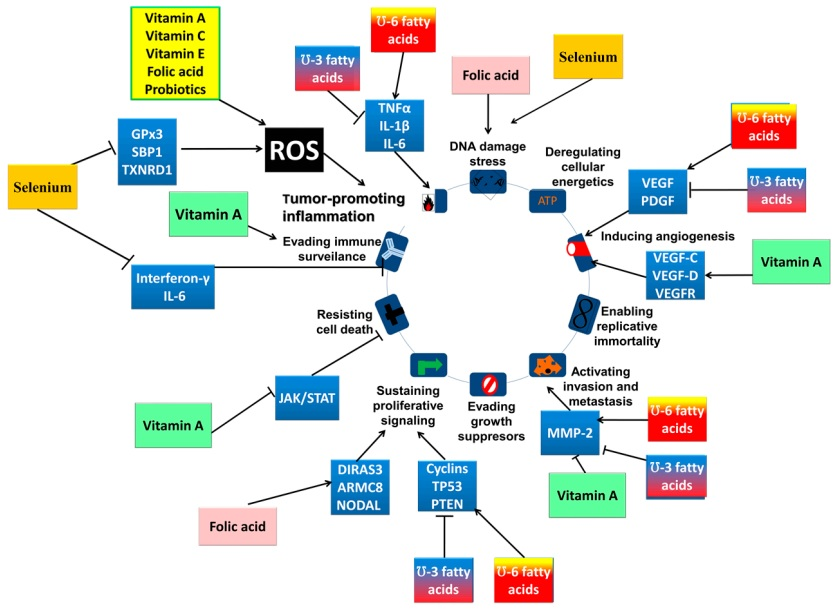 Vitamin A
Vitamin C
Vitamin E
Folic acid
Probiotics
℧-3 fatty
acids
℧-6 fatty
acids
Folic acid
Selenium
GPx3
SBP1
TXNRD1
ROS
TNFα
IL-1β
IL-6
DNA damage
stress
Deregulating
cellular
energetics
℧-6 fatty
acids
Selenium
Tumor-promoting
inflammation
ATP
VEGF
PDGF
℧-3 fatty
acids
Vitamin A
Evading immune
surveilance
Inducing angiogenesis
Interferon-γ
IL-6
VEGF-C
VEGF-D
VEGFR
Vitamin A
Resisting
cell death
Enabling
replicative
immortality
JAK/STAT
Vitamin A
Sustaining
proliferative
signaling
Evading
growth
suppresors
Activating
invasion and
metastasis
MMP-2
℧-6 fatty
acids
℧-3 fatty
acids
Vitamin A
DIRAS3
ARMC8
NODAL
Cyclins
TP53
PTEN
Folic acid
℧-3 fatty
acids
℧-6 fatty
acids